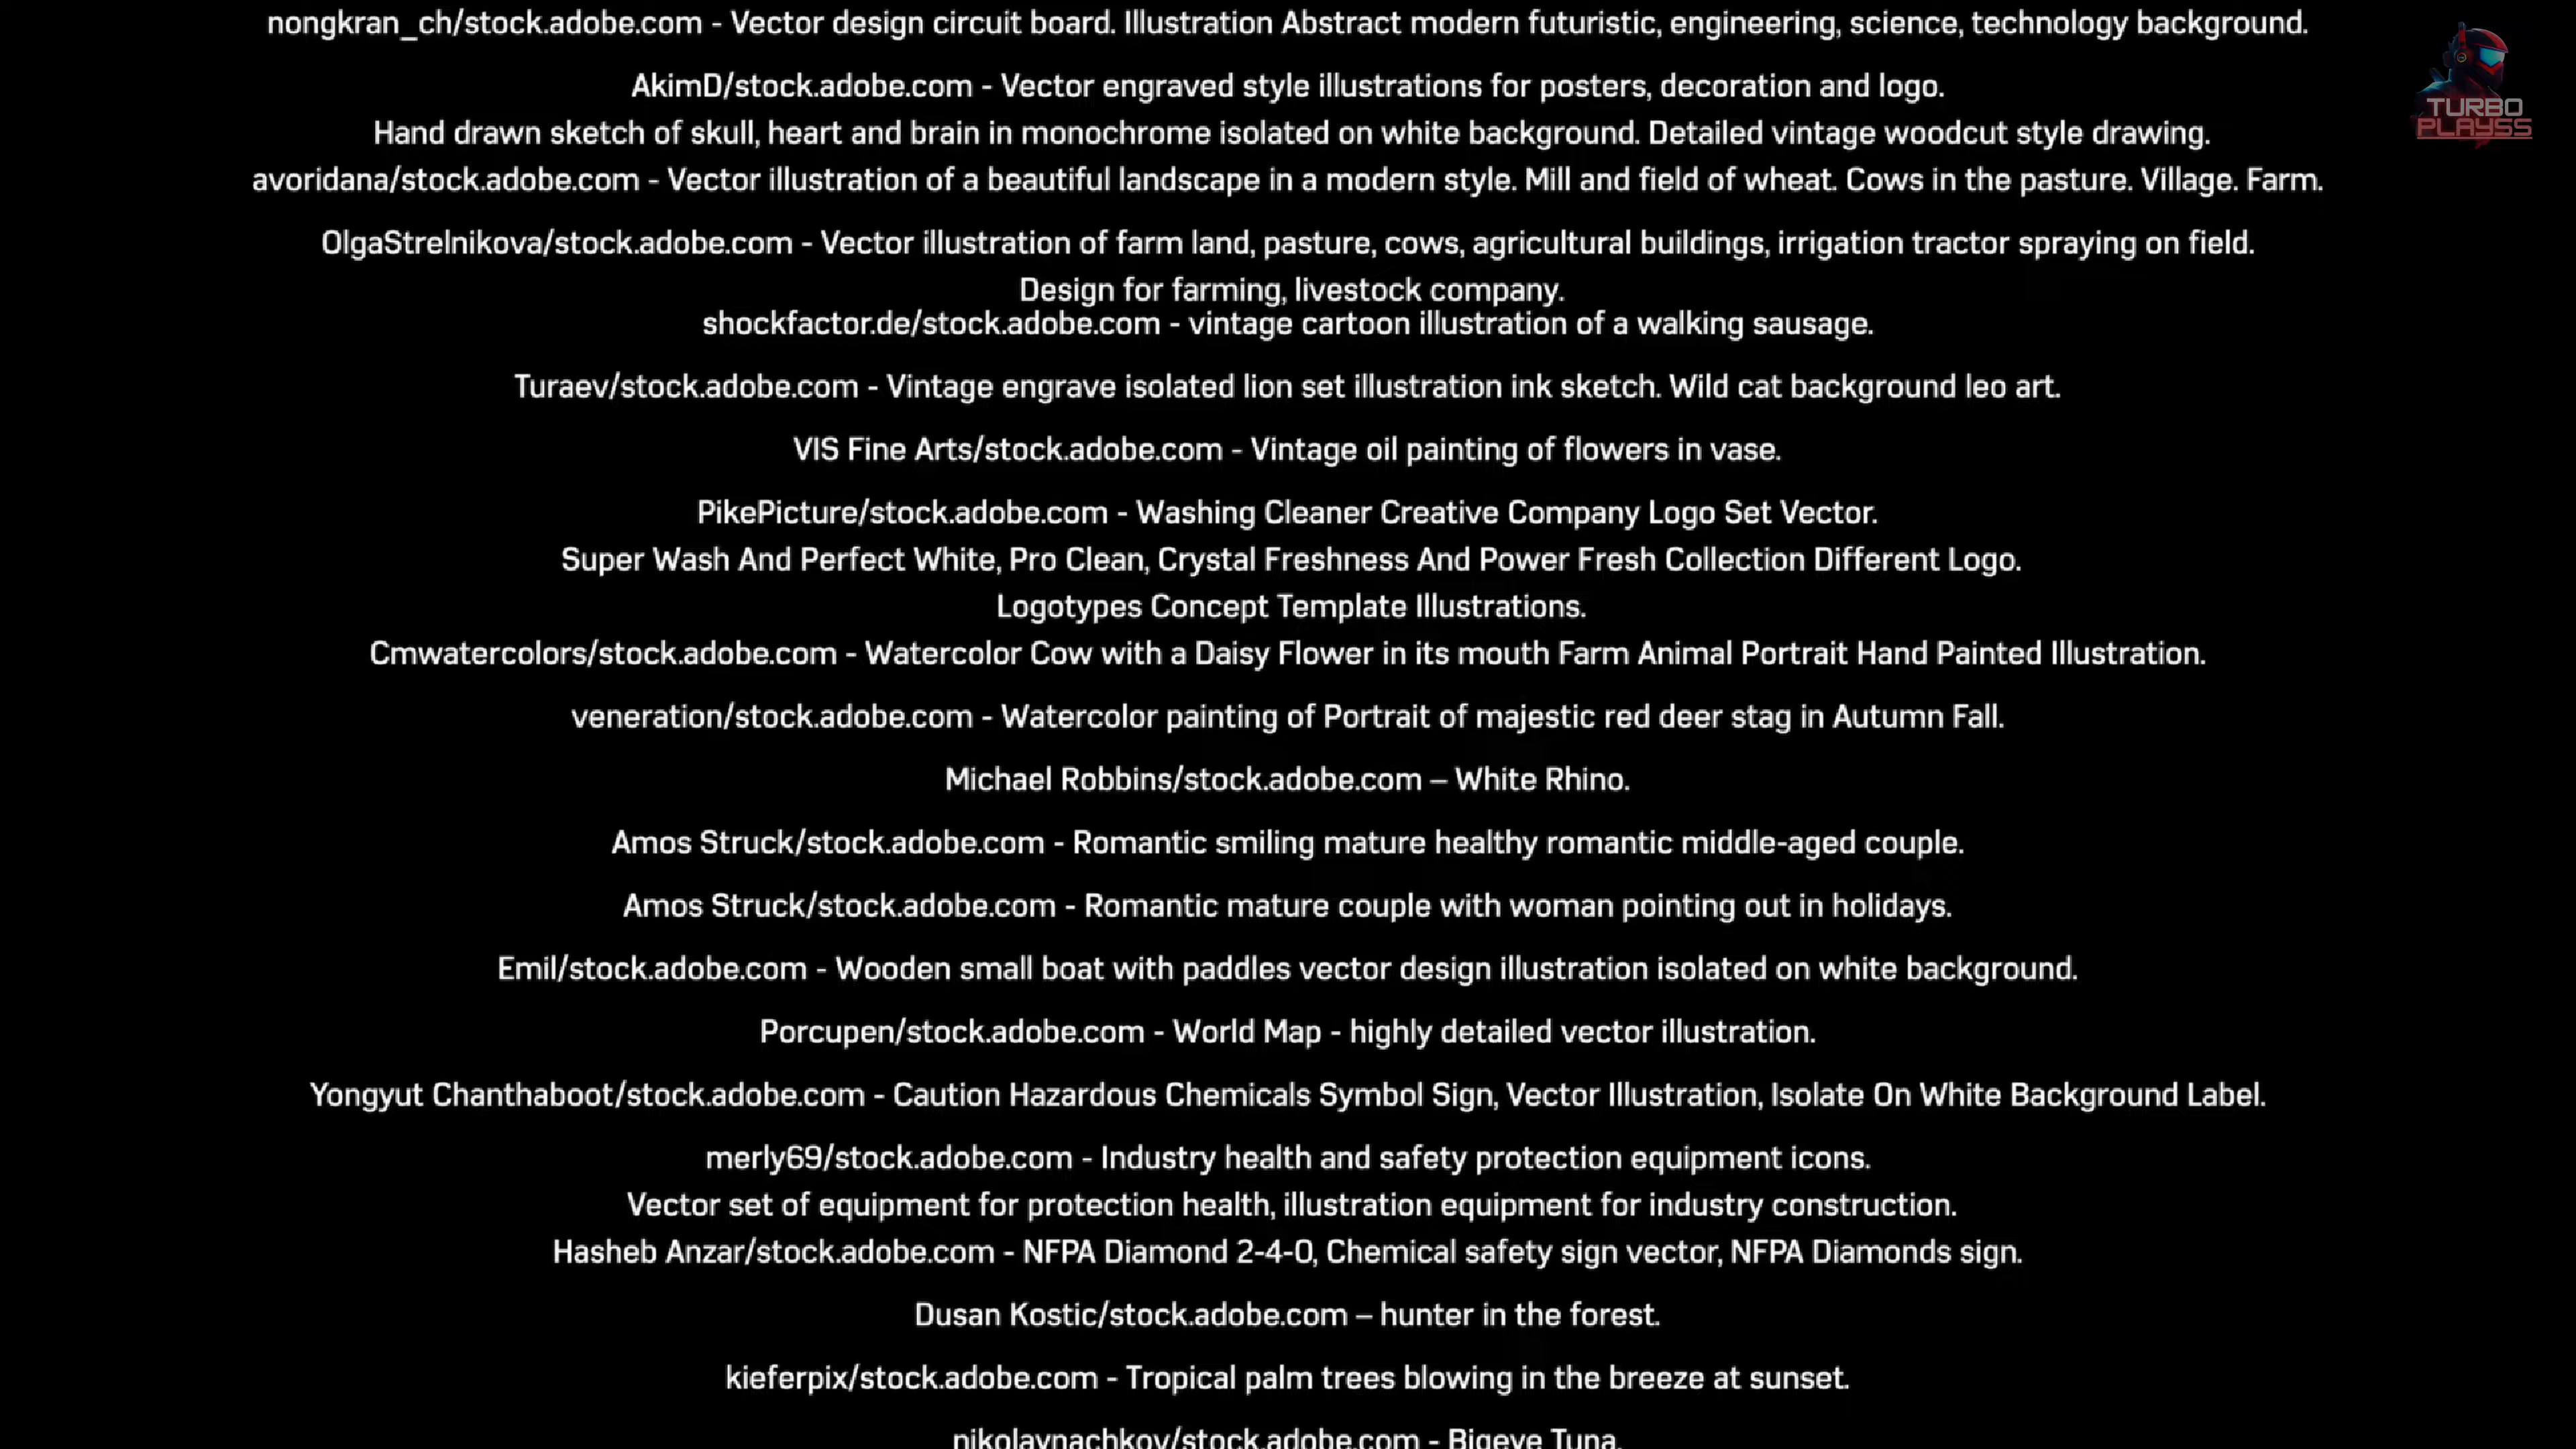 nongkran_ch/stock.adobe.com - Vector design circuit board. Illustration Abstract modern futuristic, engineering, science, technology background.
TURBO
PLAYSS
AkimD/stock.adobe.com - Vector engraved style illustrations for posters, decoration and logo.
Hand drawn sketch of skull, heart and brain in monochrome isolated on white background. Detailed vintage woodcut style drawing.
avoridana/stock.adobe.com - Vector illustration of a beautiful landscape in a modern style. Mill and field of wheat. Cows in the pasture. Village. Farm.
OlgaStrelnikova/stock.adobe.com - Vector illustration of farm land, pasture, cows, agricultural buildings, irrigation tractor spraying on field.
Design for farming, livestock company.
shockfactor.de/stock.adobe.com - vintage cartoon illustration of a walking sausage.
Turaev/stock.adobe.com - Vintage engrave isolated lion set illustration ink sketch. Wild cat background leo art.
VIS Fine Arts/stock.adobe.com - Vintage oil painting of flowers in vase.
PikePicture/stock.adobe.com - Washing Cleaner Creative Company Logo Set Vector.
Super Wash And Perfect White, Pro Clean, Crystal Freshness And Power Fresh Collection Different Logo.
Logotypes Concept Template Illustrations.
Cmwatercolors/stock.adobe.com - Watercolor Cow with a Daisy Flower in its mouth Farm Animal Portrait Hand Painted Illustration.
veneration/stock.adobe.com - Watercolor painting of Portrait of majestic red deer stag in Autumn Fall.
Michael Robbins/stock.adobe.com – White Rhino.
Amos Struck/stock.adobe.com - Romantic smiling mature healthy romantic middle-aged couple.
Amos Struck/stock.adobe.com - Romantic mature couple with woman pointing out in holidays.
Emil/stock.adobe.com - Wooden small boat with paddles vector design illustration isolated on white background.
Porcupen/stock.adobe.com - World Map - highly detailed vector illustration.
Yongyut Chanthaboot/stock.adobe.com - Caution Hazardous Chemicals Symbol Sign, Vector Illustration, Isolate On White Background Label.
merly69/stock.adobe.com - Industry health and safety protection equipment icons.
Vector set of equipment for protection health, illustration equipment for industry construction.
Hasheb Anzar/stock.adobe.com - NFPA Diamond 2-4-0, Chemical safety sign vector, NFPA Diamonds sign.
Dusan Kostic/stock.adobe.com – hunter in the forest.
kieferpix/stock.adobe.com - Tropical palm trees blowing in the breeze at sunset.
nikolaynachkov/stock.adobe.com - Bigeye Tuna.